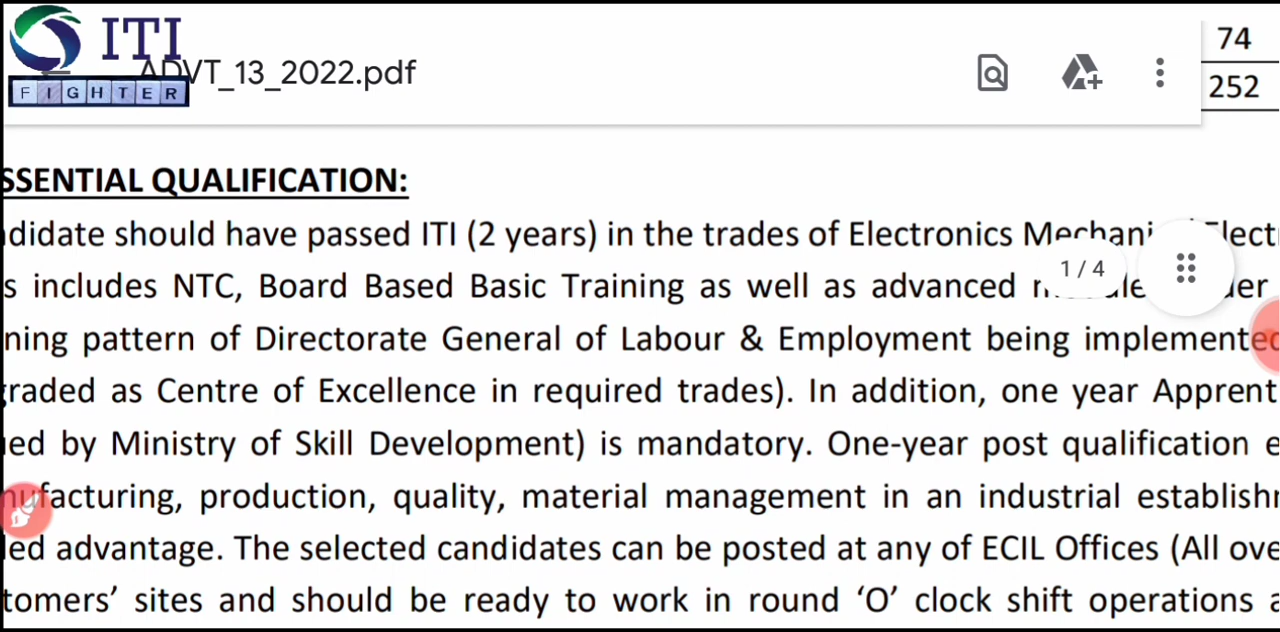 ITI
FIGHTER
ADVT_13_2022.pdf
74
252
SSENTIAL QUALIFICATION:
didate should have passed ITI (2 years) in the trades of Electronics Mechani
1 / 4
s includes NTC, Board Based Basic Training as well as advanced
ning pattern of Directorate General of Labour & Employment being implemented
graded as Centre of Excellence in required trades). In addition, one year Apprent
ed by Ministry of Skill Development) is mandatory. One-year post qualification e
nufacturing, production, quality, material management in an industrial establish
ed advantage. The selected candidates can be posted at any of ECIL Offices (All ove
tomers’ sites and should be ready to work in round ‘O’ clock shift operations a